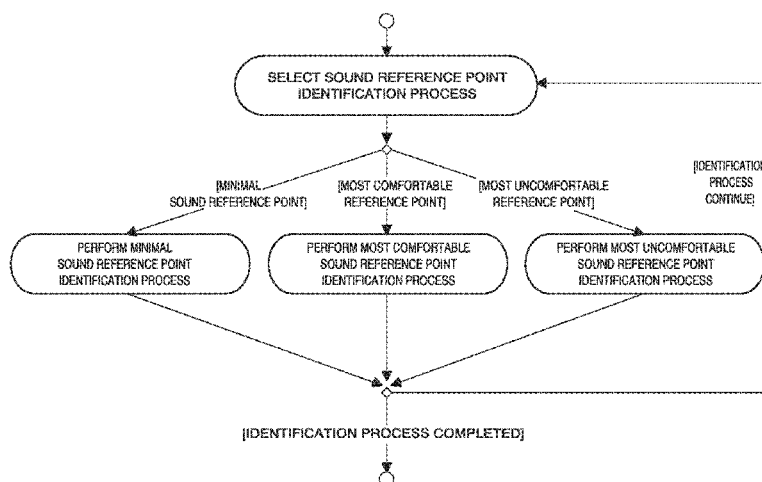 SELECT SOUND REFERENCE POINT
IDENTIFICATION PROCESS
[MINIMAL
SOUND REFERENCE POINT]
[MOST COMFORTABLE
REFERENCE POINT]
[MOST UNCOMFORTABLE
REFERENCE POINT]
[IDENTIFICATION
PROCESS
CONTINUE]
PERFORM MINIMAL
SOUND REFERENCE POINT
IDENTIFICATION PROCESS
PERFORM MOST COMFORTABLE
SOUND REFERENCE POINT
IDENTIFICATION PROCESS
PERFORM MOST UNCOMFORTABLE
SOUND REFERENCE POINT
IDENTIFICATION PROCESS
[IDENTIFICATION PROCESS COMPLETED]